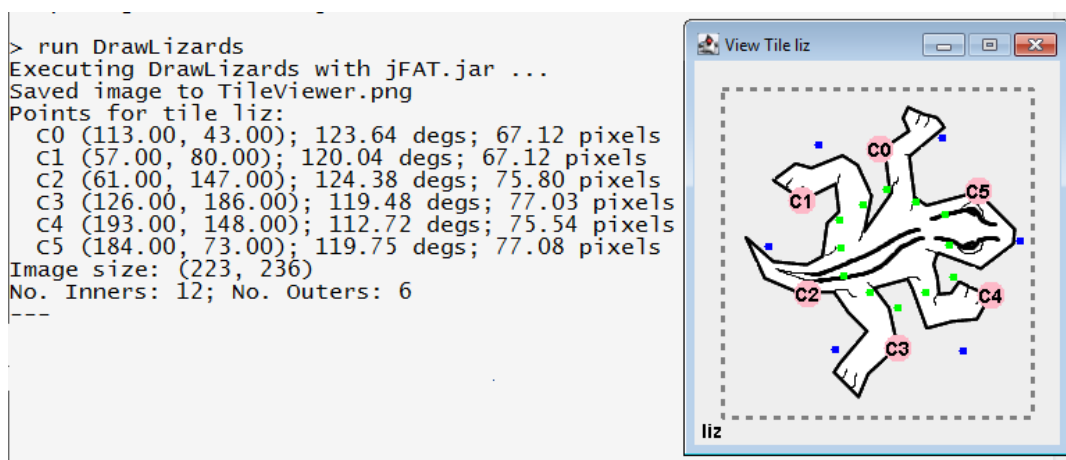 > run DrawLizards
Executing DrawLizards with jFAT.jar ...
Saved image to TileViewer.png
Points for tile liz:
C0 (113.00, 43.00); 123.64 degs; 67.12 pixels
C1 (57.00, 80.00); 120.04 degs; 67.12 pixels
C2 (61.00, 147.00); 124.38 degs; 75.80 pixels
C3 (126.00, 186.00); 119.48 degs; 77.03 pixels
C4 (193.00, 148.00); 112.72 degs; 75.54 pixels
C5 (184.00, 73.00); 119.75 degs; 77.08 pixels
Image size: (223, 236)
No. Inners: 12; No. Outers: 6
---
View Tile liz
C0
C5
C1
C2
C4
C3
liz